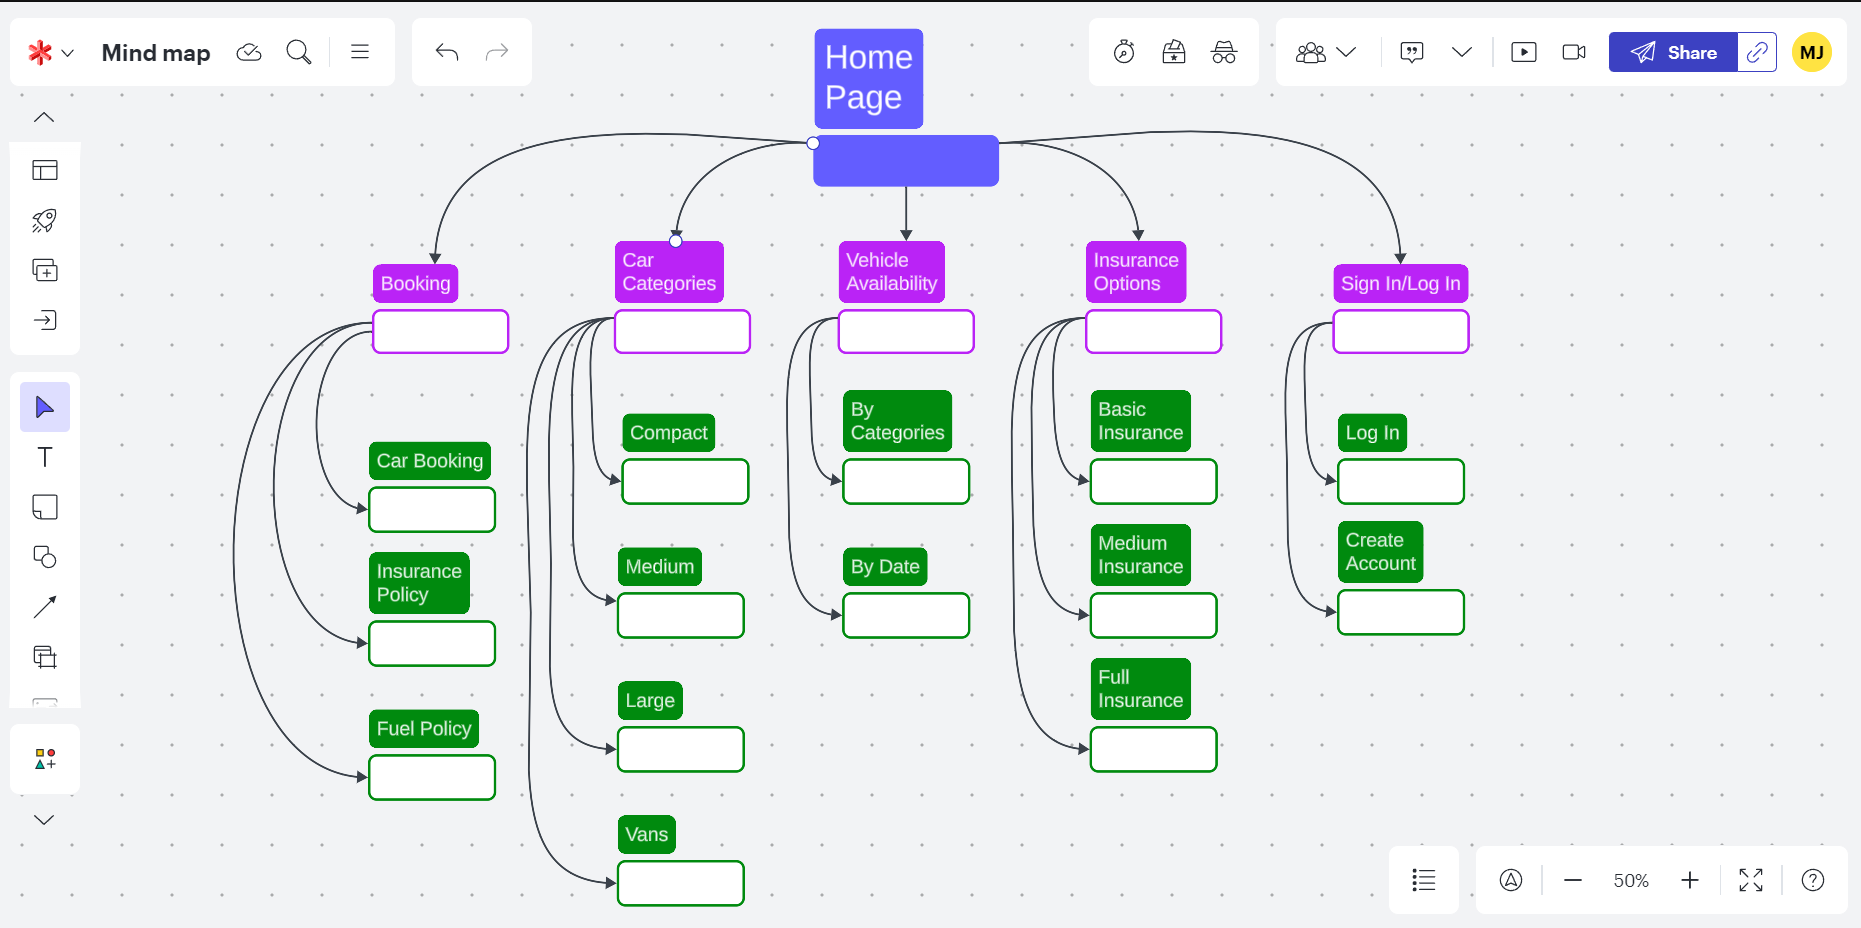 Mind map
Home
Page
Share
MJ
T
Booking
Car
Categories
Vehicle
Availability
Insurance
Options
Sign In/Log In
Car Booking
Insurance
Policy
Fuel Policy
Compact
Medium
Large
Vans
By
Categories
By Date
Basic
Insurance
Medium
Insurance
Full
Insurance
Log In
Create
Account
50%